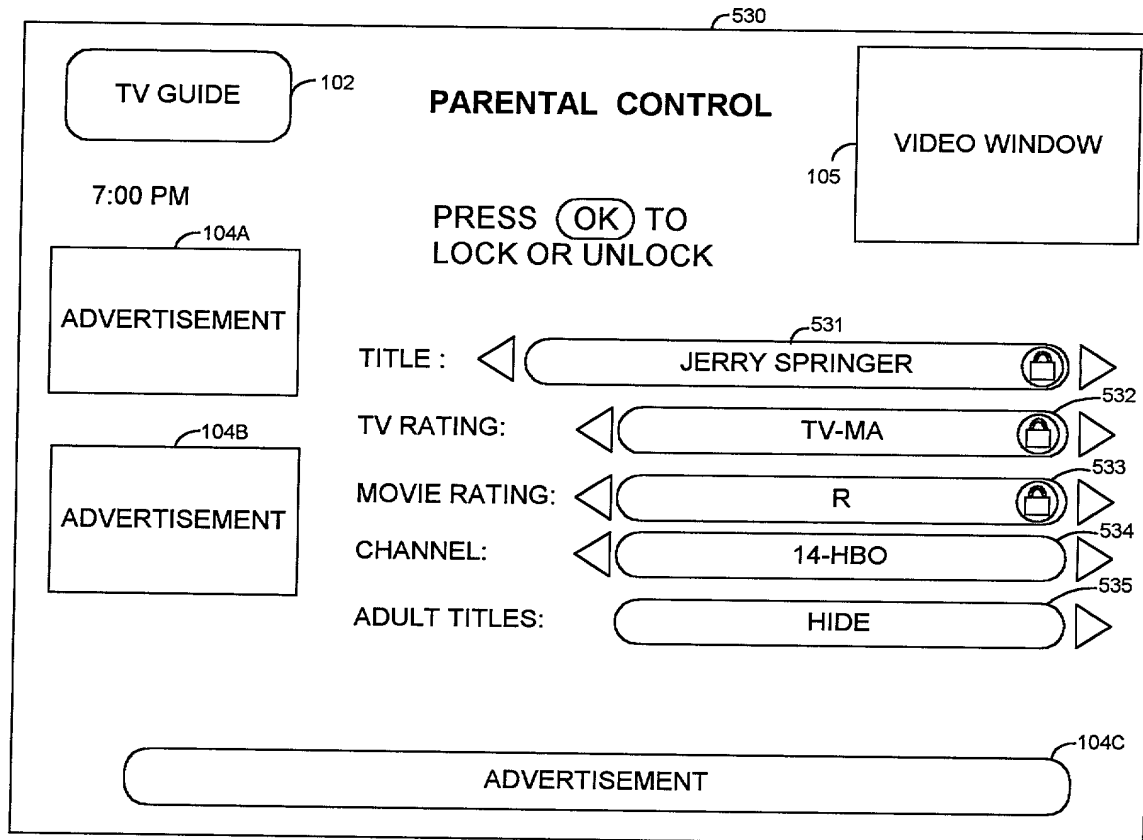 530
TV GUIDE
102
PARENTAL CONTROL
VIDEO WINDOW
105
7:00 PM
PRESS OK TO
LOCK OR UNLOCK
104A
ADVERTISEMENT
531
TITLE :
JERRY SPRINGER
532
TV RATING:
TV-MA
104B
ADVERTISEMENT
533
MOVIE RATING:
R
534
CHANNEL:
14-HBO
535
ADULT TITLES:
HIDE
104C
ADVERTISEMENT